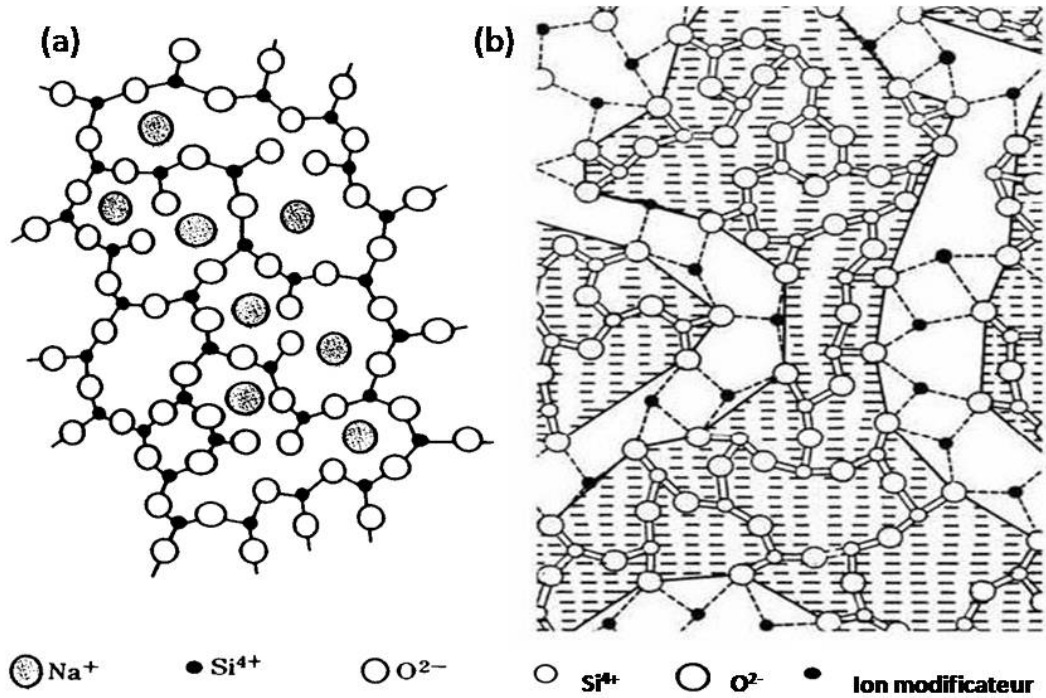 (a)
(b)
Na⁺ Si⁴⁺ O²⁻
Si⁴⁺ O²⁻ Ion modificateur